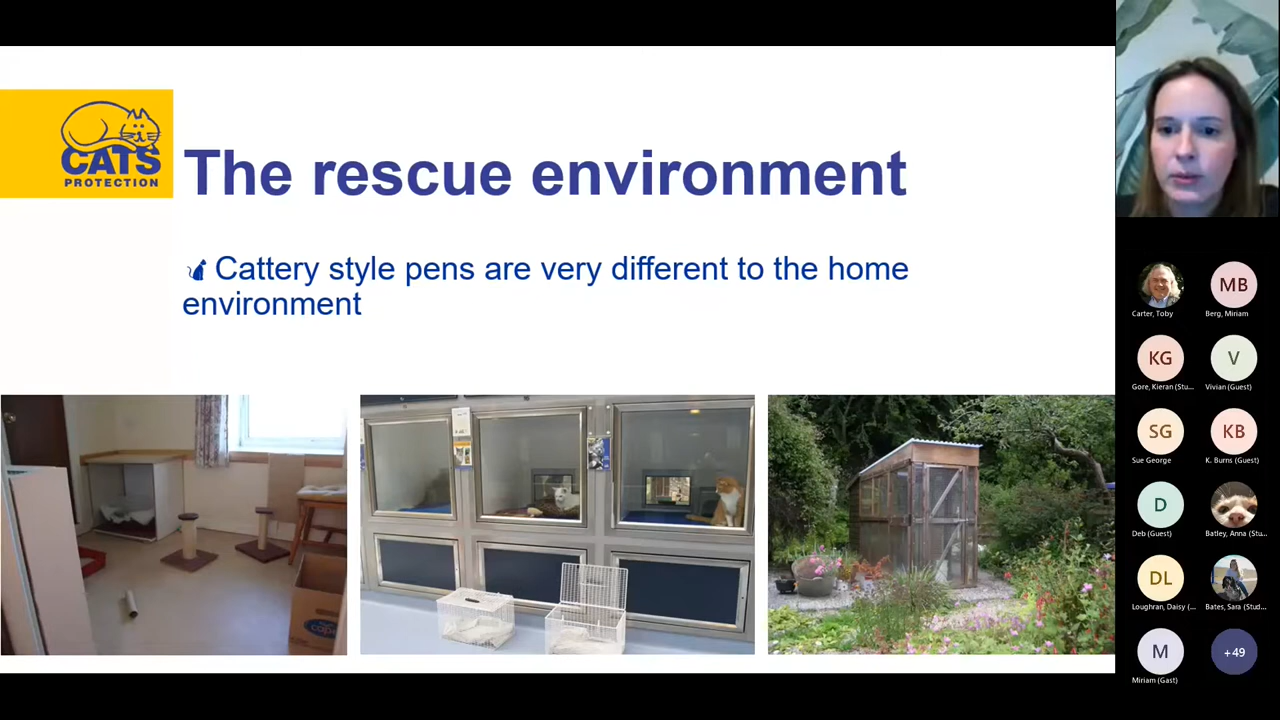 CATS
PROTECTION
The rescue environment
Cattery style pens are very different to the home
environment
MB
Carter, Toby
Berg, Miriam
KG
V
Gore, Kieran (Stu...
Vivian (Guest)
SG
KB
Sue George
K. Burns (Guest)
D
Deb (Guest)
Batley, Anna (Stu...
DL
Loughran, Daisy (...
Bates, Sara (Stud...
M
+49
Miriam (Gast)